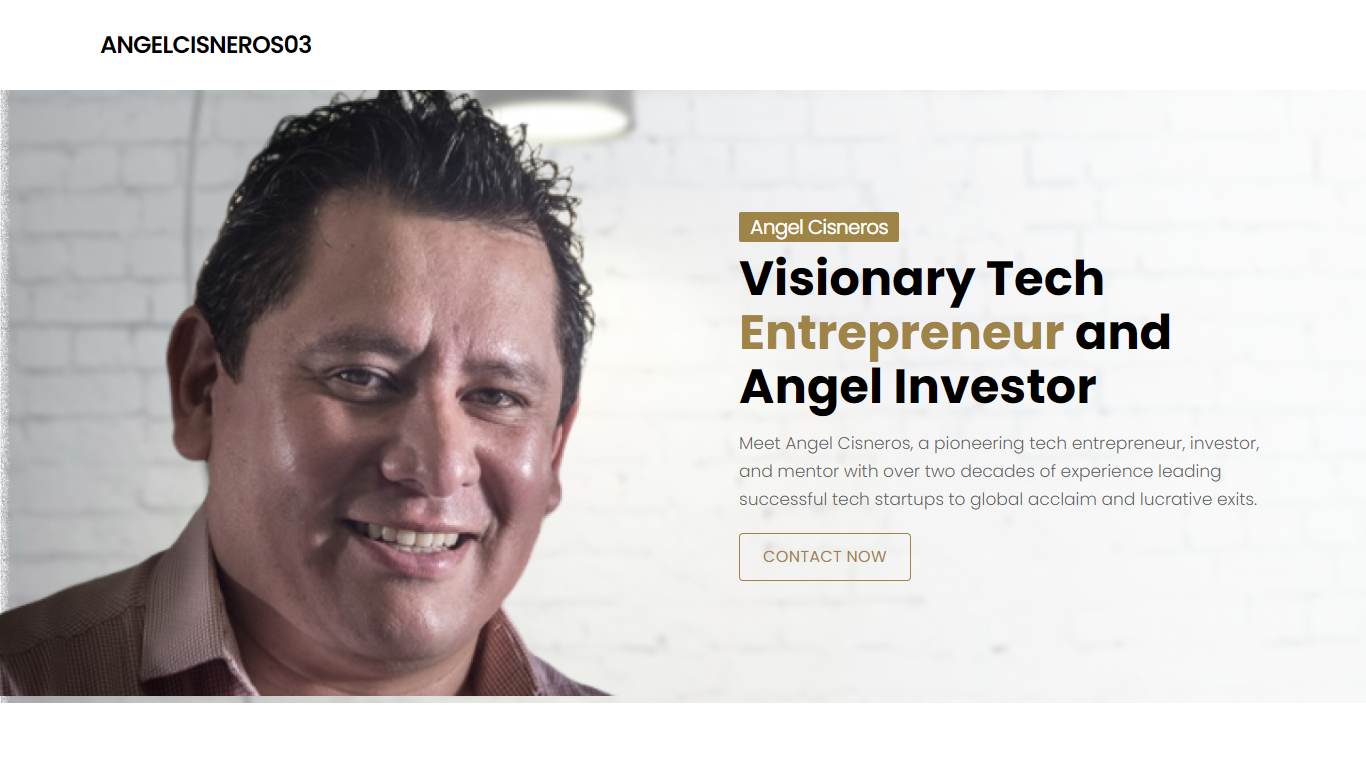 ANGELCISNEROS03
Angel Cisneros
Visionary Tech
Entrepreneur and
Angel Investor
Meet Angel Cisneros, a pioneering tech entrepreneur, investor,
and mentor with over two decades of experience leading
successful tech startups to global acclaim and lucrative exits.
CONTACT NOW